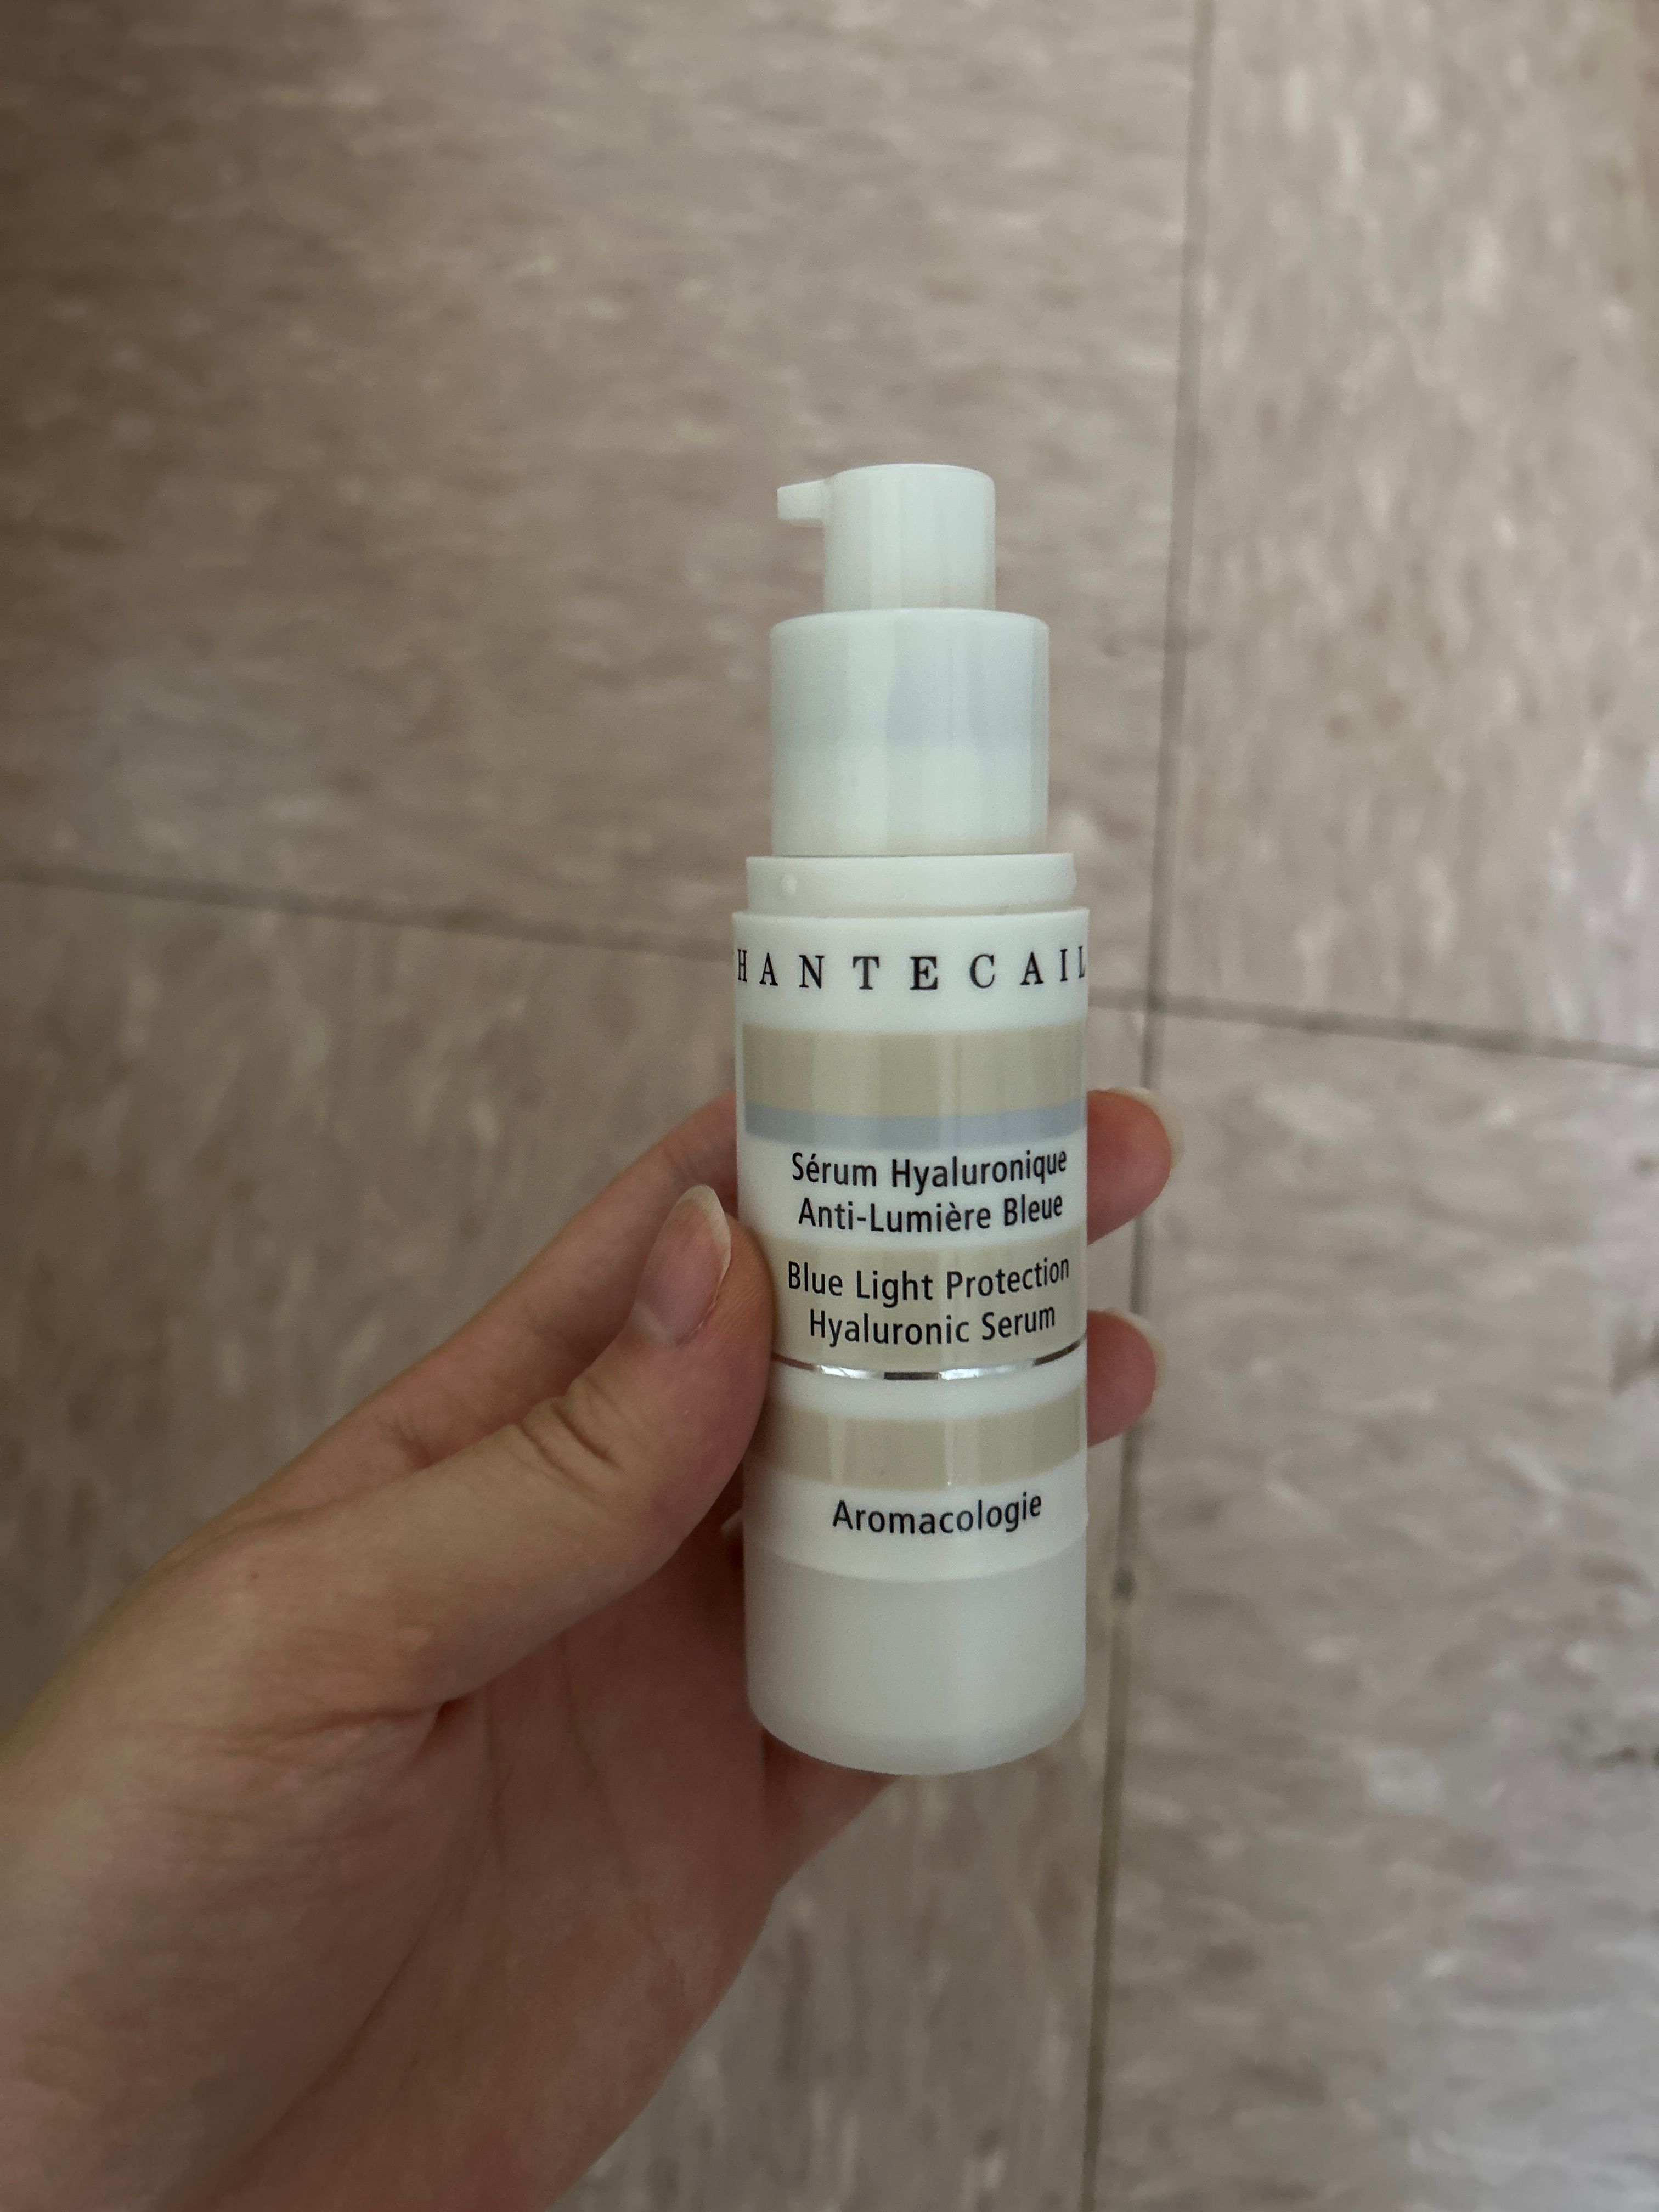 HANTECAIL
Sérum Hyaluronique
Anti-Lumière Bleue
Blue Light Protection
Hyaluronic Serum
Aromacologie